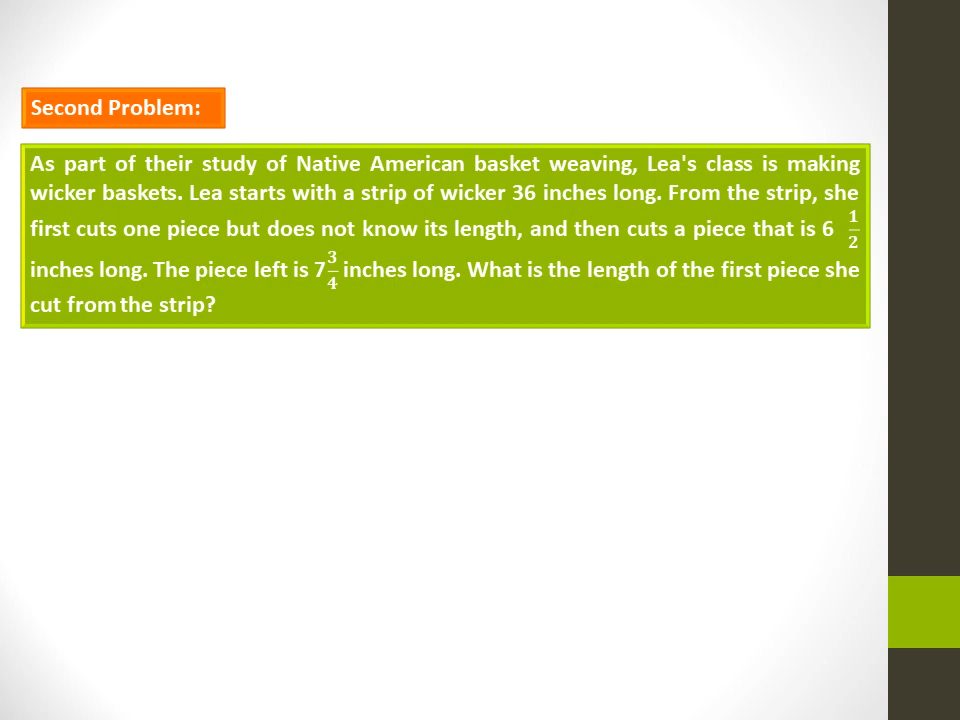 Second Problem:
As part of their study of Native American basket weaving, Lea's class is making
wicker baskets. Lea starts with a strip of wicker 36 inches long. From the strip, she
first cuts one piece but does not know its length, and then cuts a piece that is 6 1/2
inches long. The piece left is 7 3/4 inches long. What is the length of the first piece she
cut from the strip?